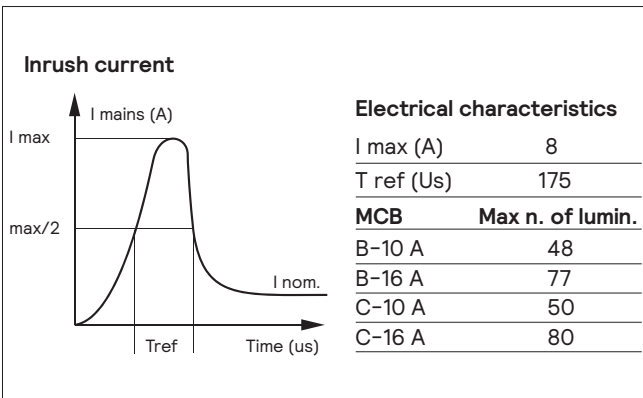 Inrush current
I mains (A)
I max
max/2
I nom.
Tref
Time (us)
Electrical characteristics
I max (A) 8
T ref (Us) 175
MCB Max n. of lumin.
B-10 A 48
B-16 A 77
C-10 A 50
C-16 A 80